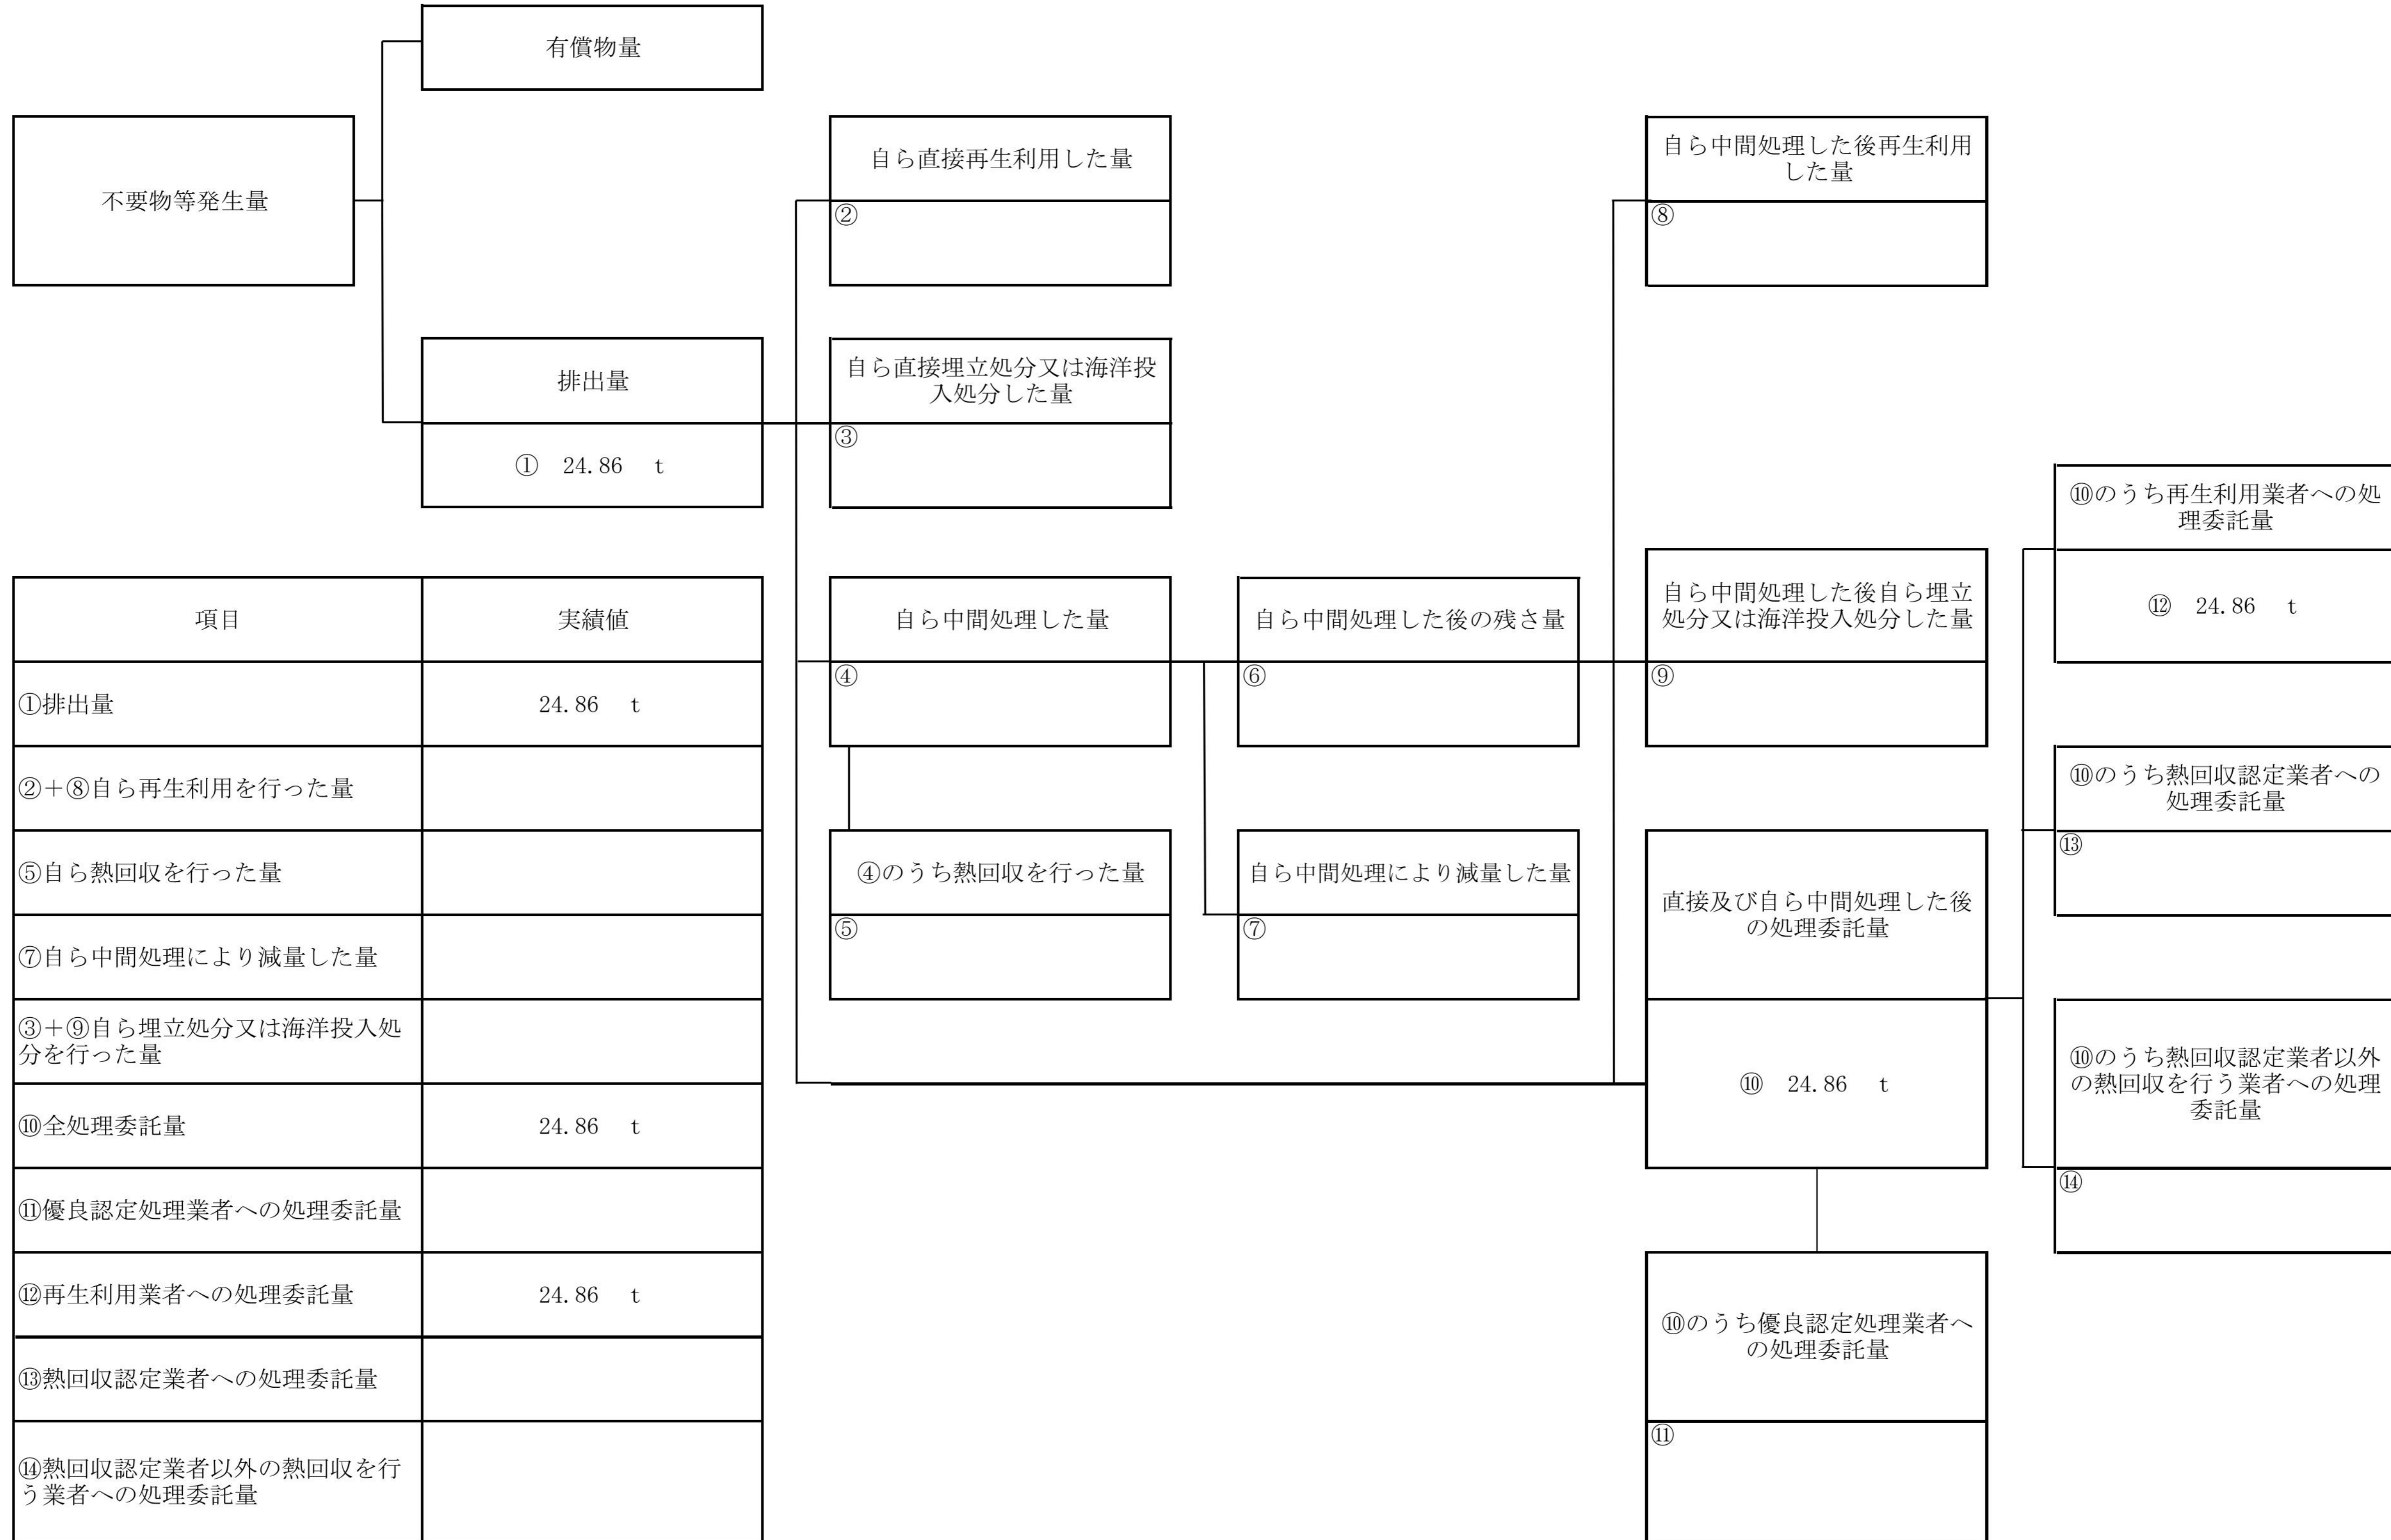 有償物量
不要物等発生量
自ら直接再生利用した量
②
自ら中間処理した後再生利用
した量
⑧
排出量
①　24.86　t
自ら直接埋立処分又は海洋投
入処分した量
③
⑩のうち再生利用業者への処
理委託量
⑫　24.86　t
自ら中間処理した量
④
自ら中間処理した後の残さ量
⑥
自ら中間処理した後自ら埋立
処分又は海洋投入処分した量
⑨
⑩のうち熱回収認定業者への
処理委託量
⑬
④のうち熱回収を行った量
⑤
自ら中間処理により減量した量
⑦
直接及び自ら中間処理した後
の処理委託量
⑩　24.86　t
⑩のうち熱回収認定業者以外
の熱回収を行う業者への処理
委託量
⑭
⑩のうち優良認定処理業者へ
の処理委託量
⑪
項目　実績値
①排出量　24.86　t
②＋⑧自ら再生利用を行った量
⑤自ら熱回収を行った量
⑦自ら中間処理により減量した量
③＋⑨自ら埋立処分又は海洋投入処
分を行った量
⑩全処理委託量　24.86　t
⑪優良認定処理業者への処理委託量
⑫再生利用業者への処理委託量　24.86　t
⑬熱回収認定業者への処理委託量
⑭熱回収認定業者以外の熱回収を行
う業者への処理委託量